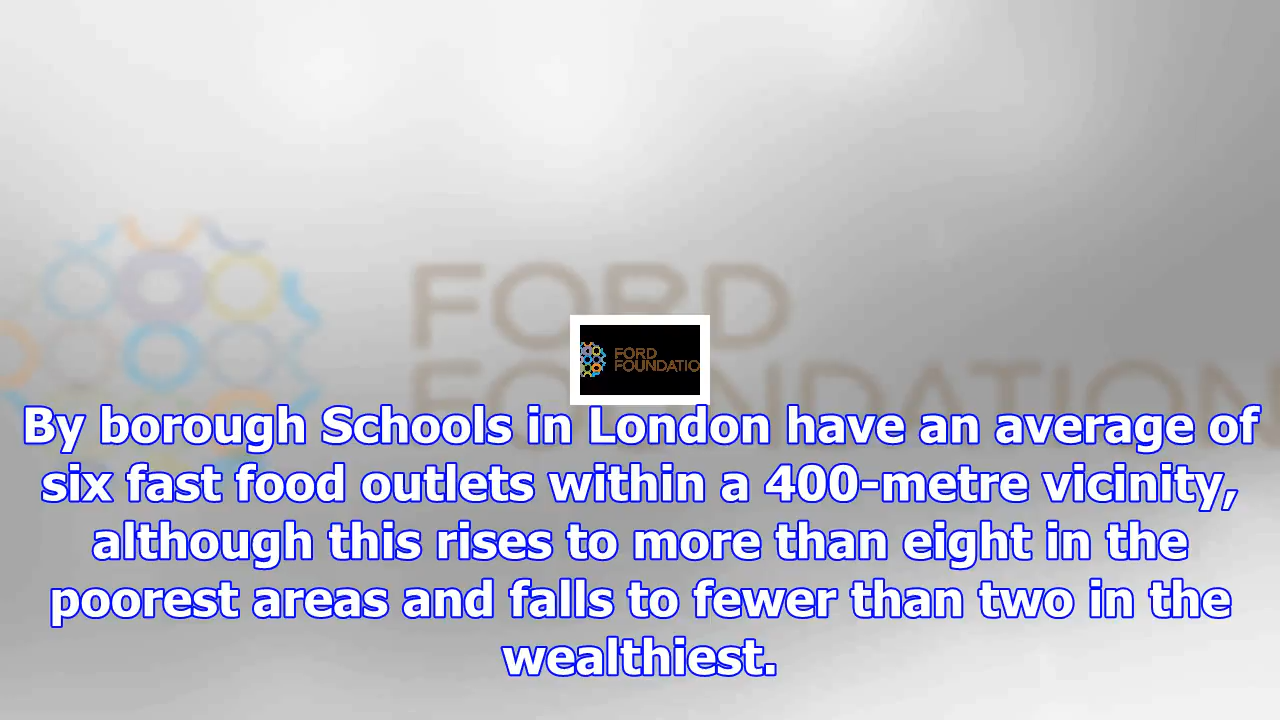 FORD
FOUNDATION
FORD
FOUNDATIO
By borough Schools in London have an average of
six fast food outlets within a 400-metre vicinity,
although this rises to more than eight in the
poorest areas and falls to fewer than two in the
wealthiest.